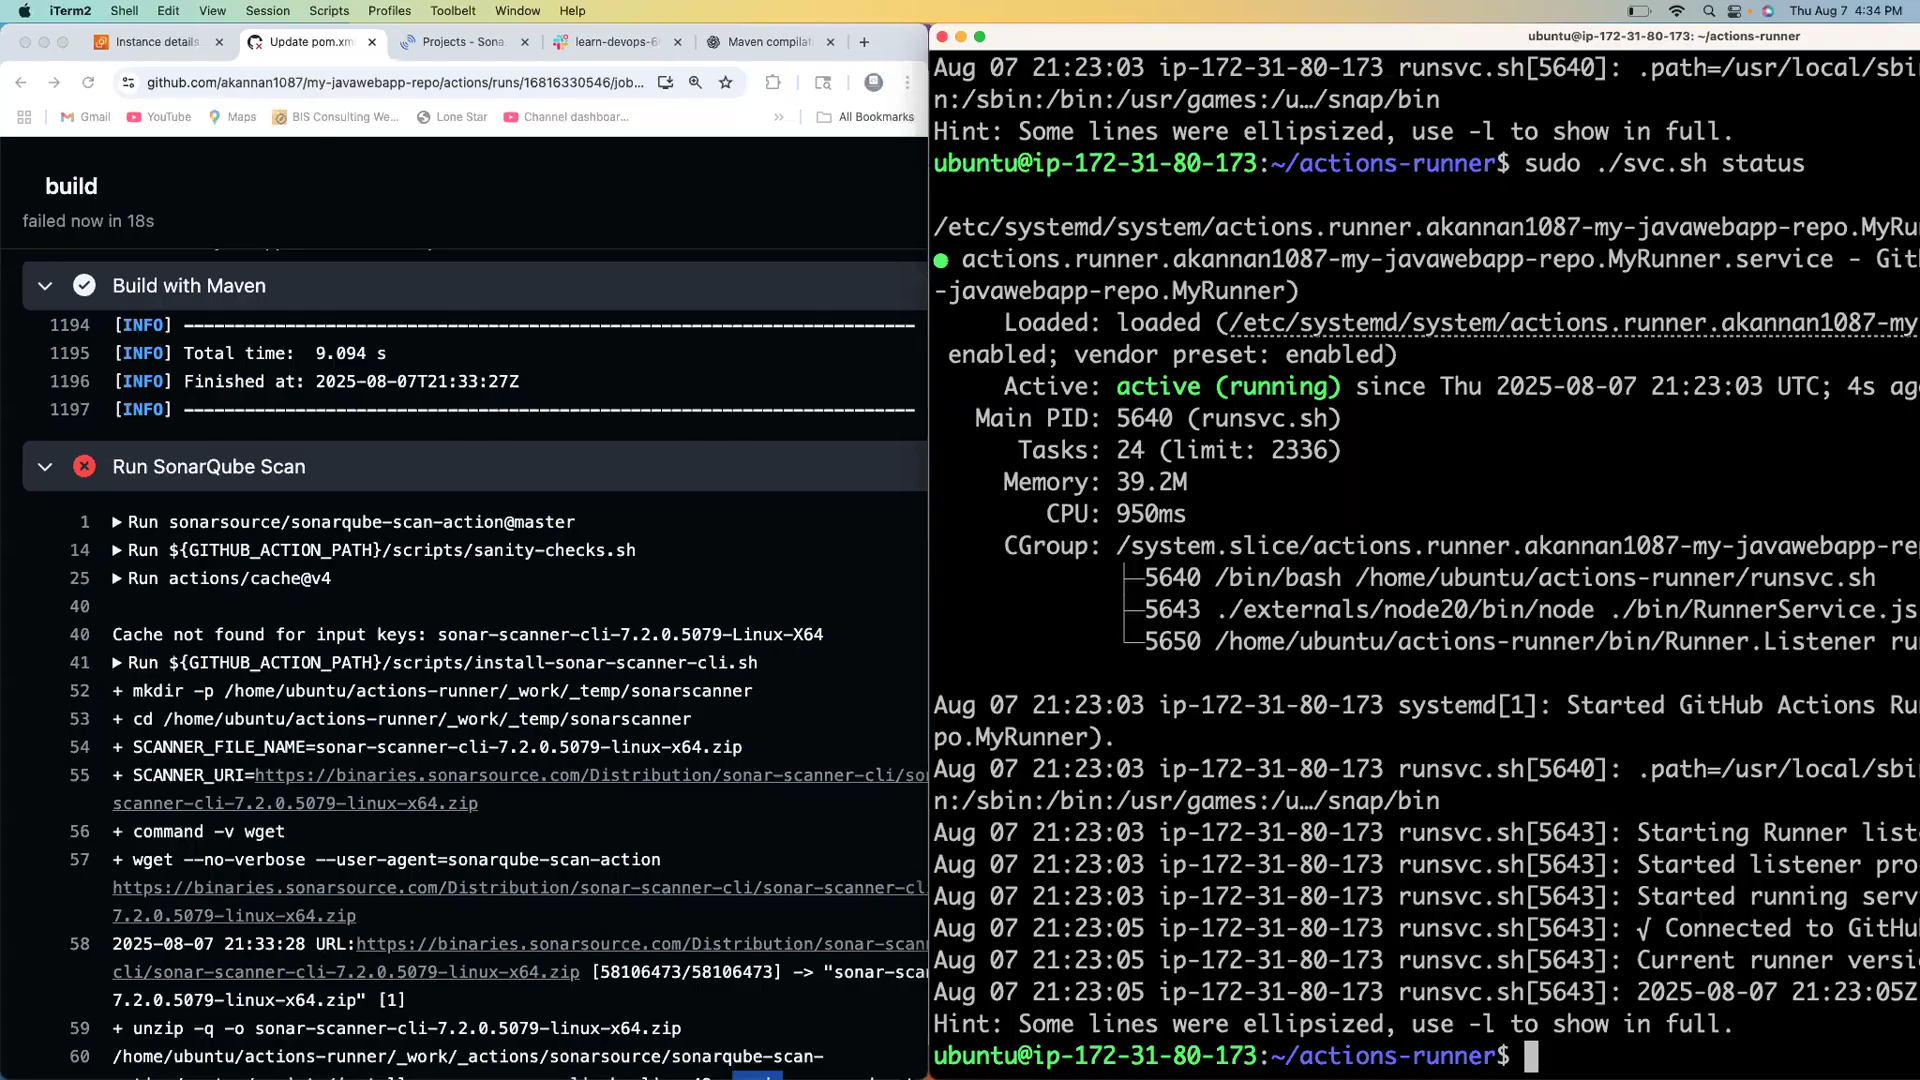 iTerm2 Shell Edit View Session Scripts Profiles Toolbelt Window Help
Thu Aug 7 4:34 PM
Instance details
Update pom.xm
Projects - Sona
learn-devops-6
Maven compilat
github.com/akannan1087/my-javawebapp-repo/actions/runs/16816330546/job...
Gmail YouTube Maps BIS Consulting We... Lone Star Channel dashboar... » All Bookmarks
build
failed now in 18s
Build with Maven
1194 [INFO] ------------------------------------------------------------------------
1195 [INFO] Total time:  9.094 s
1196 [INFO] Finished at: 2025-08-07T21:33:27Z
1197 [INFO] ------------------------------------------------------------------------
Run SonarQube Scan
1 ▶ Run sonarsource/sonarqube-scan-action@master
14 ▶ Run ${GITHUB_ACTION_PATH}/scripts/sanity-checks.sh
25 ▶ Run actions/cache@v4
40
40 Cache not found for input keys: sonar-scanner-cli-7.2.0.5079-Linux-X64
41 ▶ Run ${GITHUB_ACTION_PATH}/scripts/install-sonar-scanner-cli.sh
52 + mkdir -p /home/ubuntu/actions-runner/_work/_temp/sonarscanner
53 + cd /home/ubuntu/actions-runner/_work/_temp/sonarscanner
54 + SCANNER_FILE_NAME=sonar-scanner-cli-7.2.0.5079-linux-x64.zip
55 + SCANNER_URI=https://binaries.sonarsource.com/Distribution/sonar-scanner-cli/so
scanner-cli-7.2.0.5079-linux-x64.zip
56 + command -v wget
57 + wget --no-verbose --user-agent=sonarqube-scan-action
https://binaries.sonarsource.com/Distribution/sonar-scanner-cli/sonar-scanner-cl
7.2.0.5079-linux-x64.zip
58 2025-08-07 21:33:28 URL:https://binaries.sonarsource.com/Distribution/sonar-scan
cli/sonar-scanner-cli-7.2.0.5079-linux-x64.zip [58106473/58106473] -> "sonar-sca
7.2.0.5079-linux-x64.zip" [1]
59 + unzip -q -o sonar-scanner-cli-7.2.0.5079-linux-x64.zip
60 /home/ubuntu/actions-runner/_work/_actions/sonarsource/sonarqube-scan-
ubuntu@ip-172-31-80-173: ~/actions-runner
Aug 07 21:23:03 ip-172-31-80-173 runsvc.sh[5640]: .path=/usr/local/sbi
n:/sbin:/bin:/usr/games:/u…/snap/bin
Hint: Some lines were ellipsized, use -l to show in full.
ubuntu@ip-172-31-80-173:~/actions-runner$ sudo ./svc.sh status
/etc/systemd/system/actions.runner.akannan1087-my-javawebapp-repo.MyRu
● actions.runner.akannan1087-my-javawebapp-repo.MyRunner.service - Git
-javawebapp-repo.MyRunner)
Loaded: loaded (/etc/systemd/system/actions.runner.akannan1087-my
enabled; vendor preset: enabled)
Active: active (running) since Thu 2025-08-07 21:23:03 UTC; 4s ag
Main PID: 5640 (runsvc.sh)
Tasks: 24 (limit: 2336)
Memory: 39.2M
CPU: 950ms
CGroup: /system.slice/actions.runner.akannan1087-my-javawebapp-re
├─5640 /bin/bash /home/ubuntu/actions-runner/runsvc.sh
├─5643 ./externals/node20/bin/node ./bin/RunnerService.js
└─5650 /home/ubuntu/actions-runner/bin/Runner.Listener ru
Aug 07 21:23:03 ip-172-31-80-173 systemd[1]: Started GitHub Actions Ru
po.MyRunner).
Aug 07 21:23:03 ip-172-31-80-173 runsvc.sh[5640]: .path=/usr/local/sbi
n:/sbin:/bin:/usr/games:/u…/snap/bin
Aug 07 21:23:03 ip-172-31-80-173 runsvc.sh[5643]: Starting Runner list
Aug 07 21:23:03 ip-172-31-80-173 runsvc.sh[5643]: Started listener pro
Aug 07 21:23:03 ip-172-31-80-173 runsvc.sh[5643]: Started running serv
Aug 07 21:23:05 ip-172-31-80-173 runsvc.sh[5643]: √ Connected to GitHu
Aug 07 21:23:05 ip-172-31-80-173 runsvc.sh[5643]: Current runner versi
Aug 07 21:23:05 ip-172-31-80-173 runsvc.sh[5643]: 2025-08-07 21:23:05Z
Hint: Some lines were ellipsized, use -l to show in full.
ubuntu@ip-172-31-80-173:~/actions-runner$